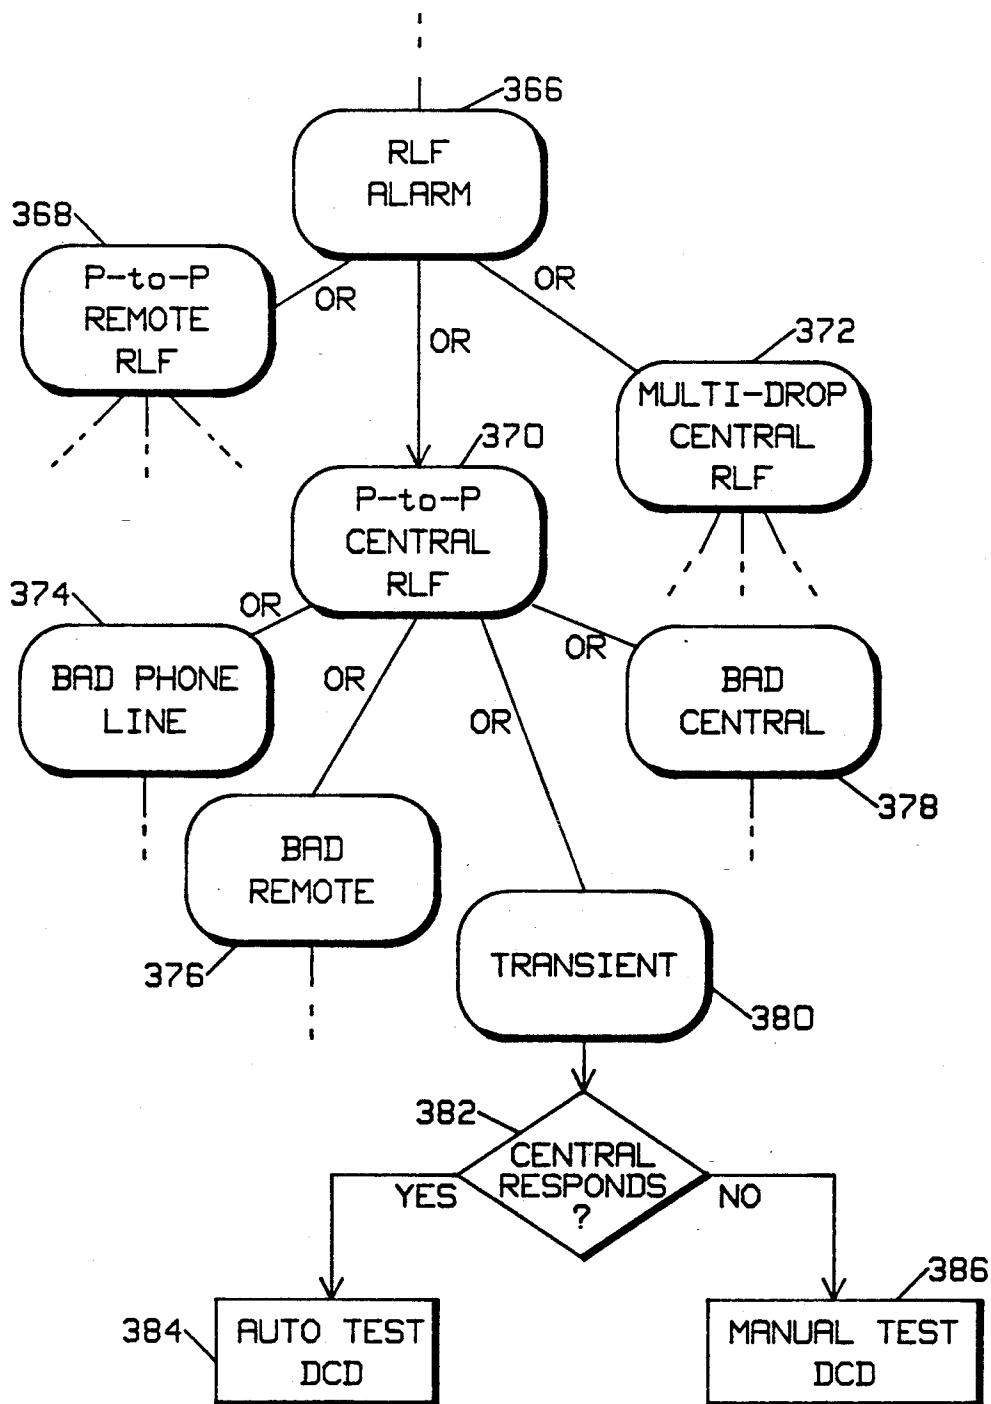 366
RLF
ALARM
368
P-to-P
REMOTE
RLF
OR
OR
OR
372
MULTI-DROP
CENTRAL
RLF
370
P-to-P
CENTRAL
RLF
374
OR
BAD PHONE
LINE
OR
OR
OR
BAD
CENTRAL
378
BAD
REMOTE
376
TRANSIENT
380
382
CENTRAL
RESPONDS
?
YES
NO
384
AUTO TEST
DCD
386
MANUAL TEST
DCD